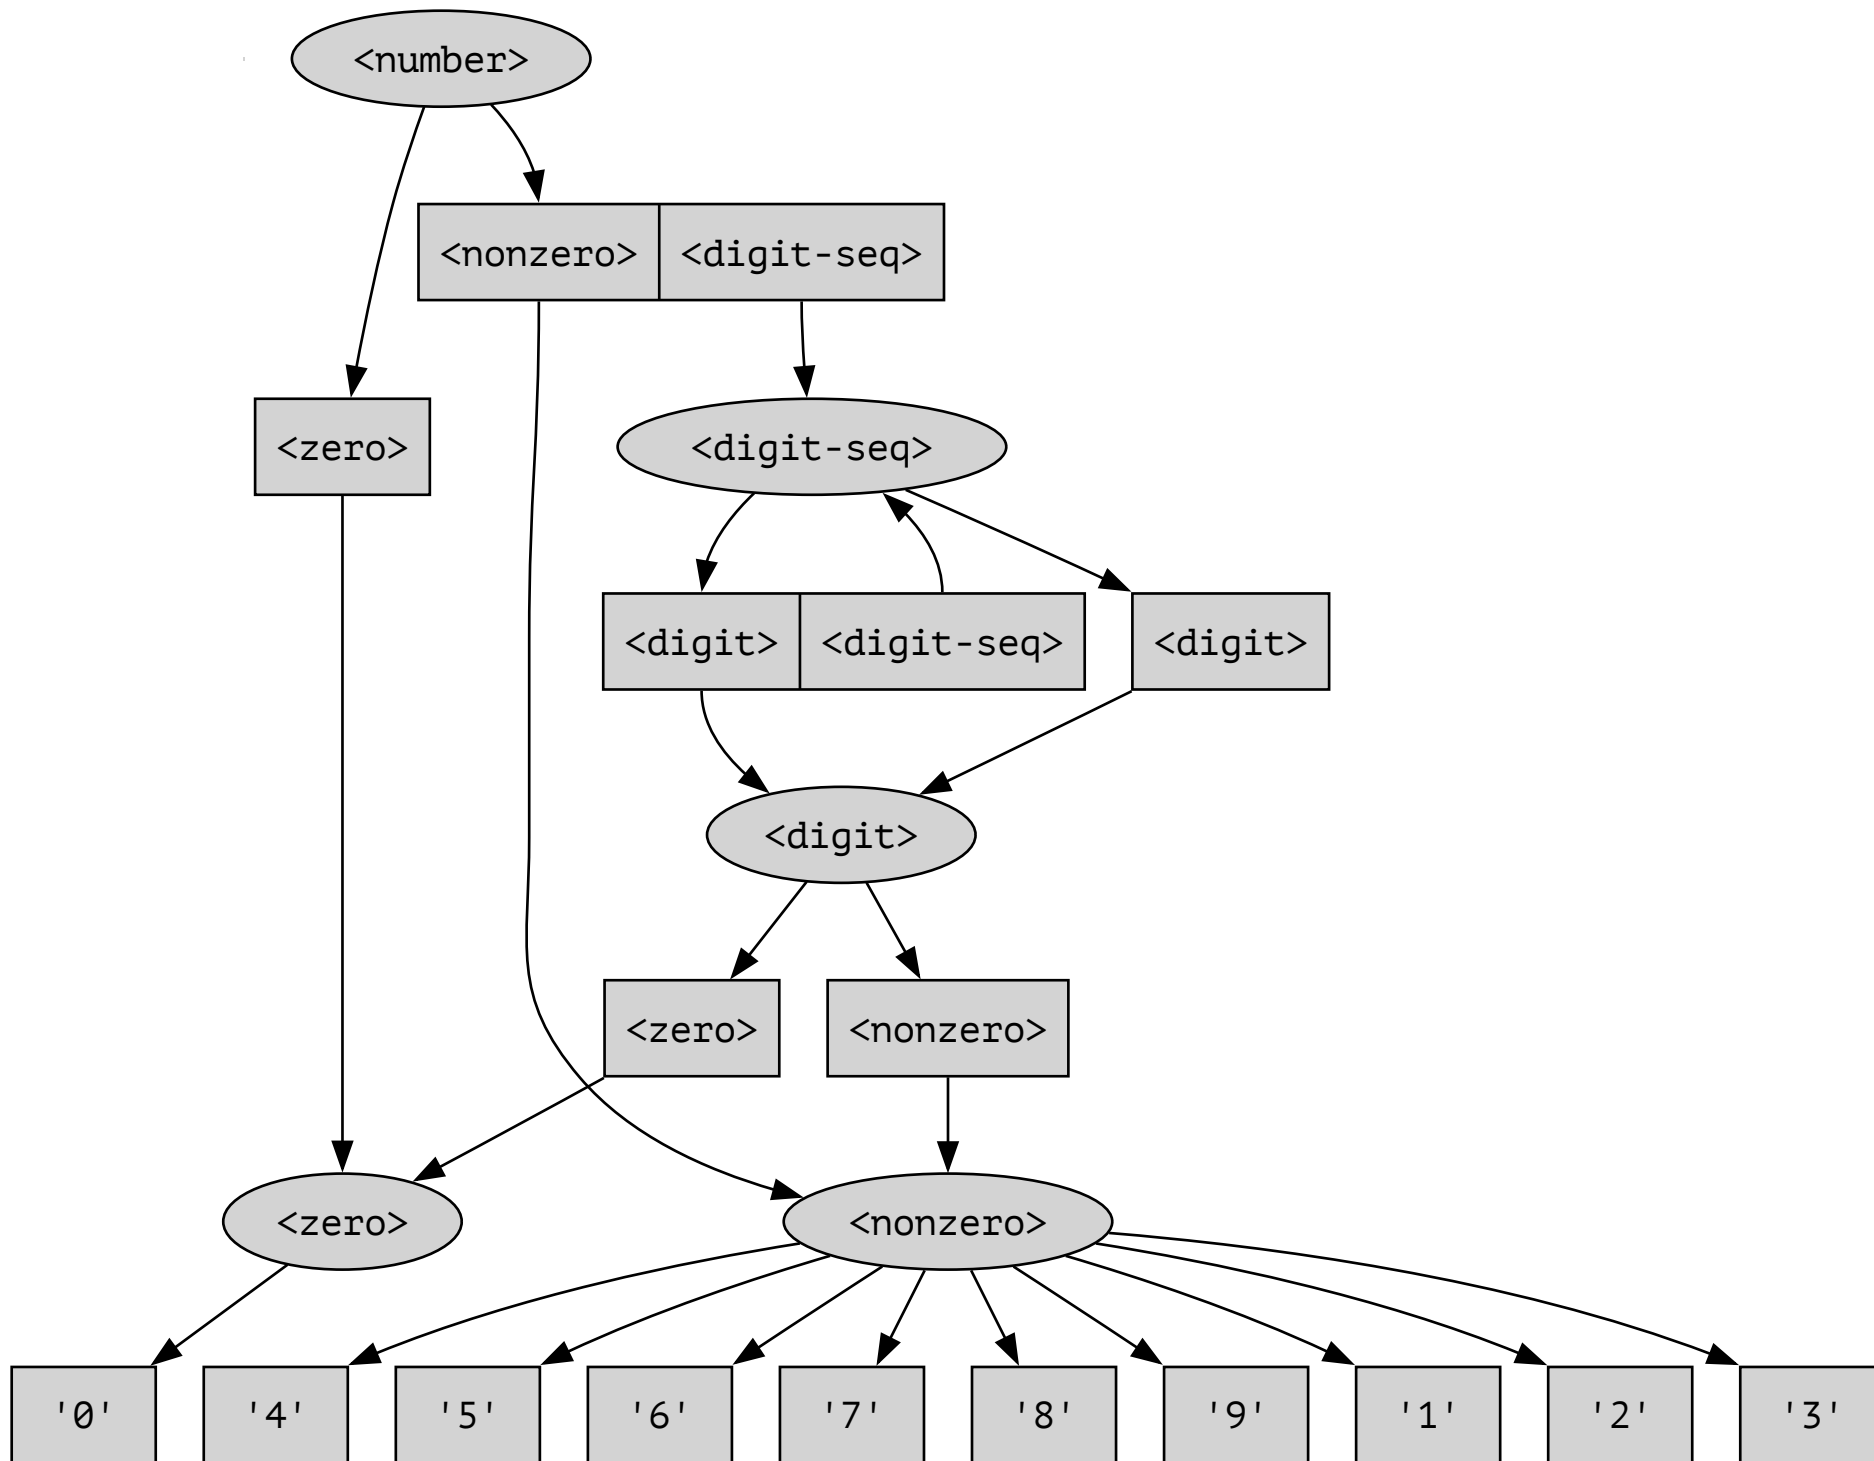 <number>
<nonzero> <digit-seq>
<zero> <digit-seq>
<digit> <digit-seq> <digit>
<digit>
<zero> <nonzero>
<zero> <nonzero>
'0' '4' '5' '6' '7' '8' '9' '1' '2' '3'